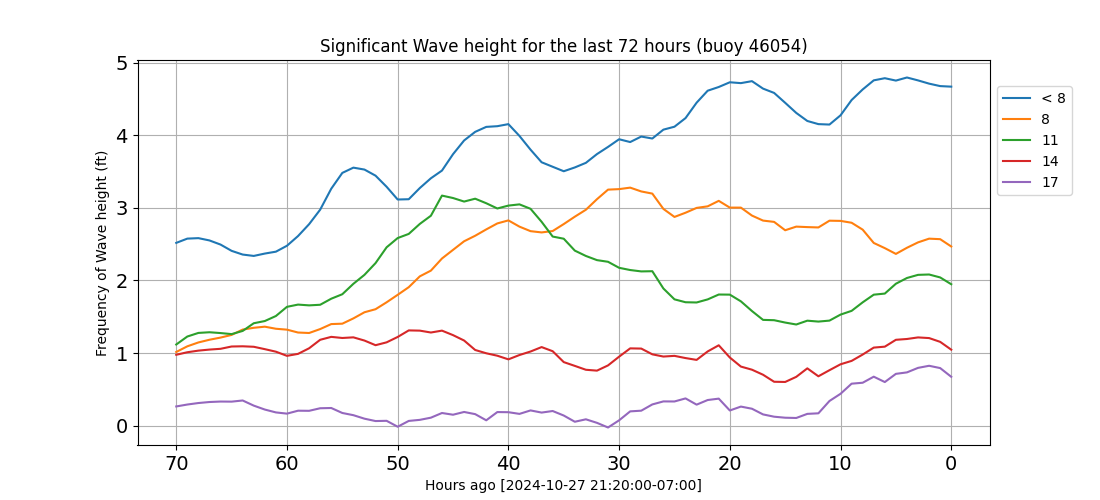 Significant Wave height for the last 72 hours (buoy 46054)
Frequency of Wave height (ft)
5
4
3
2
1
0
70 60 50 40 30 20 10 0
Hours ago [2024-10-27 21:20:00-07:00]
< 8
8
11
14
17